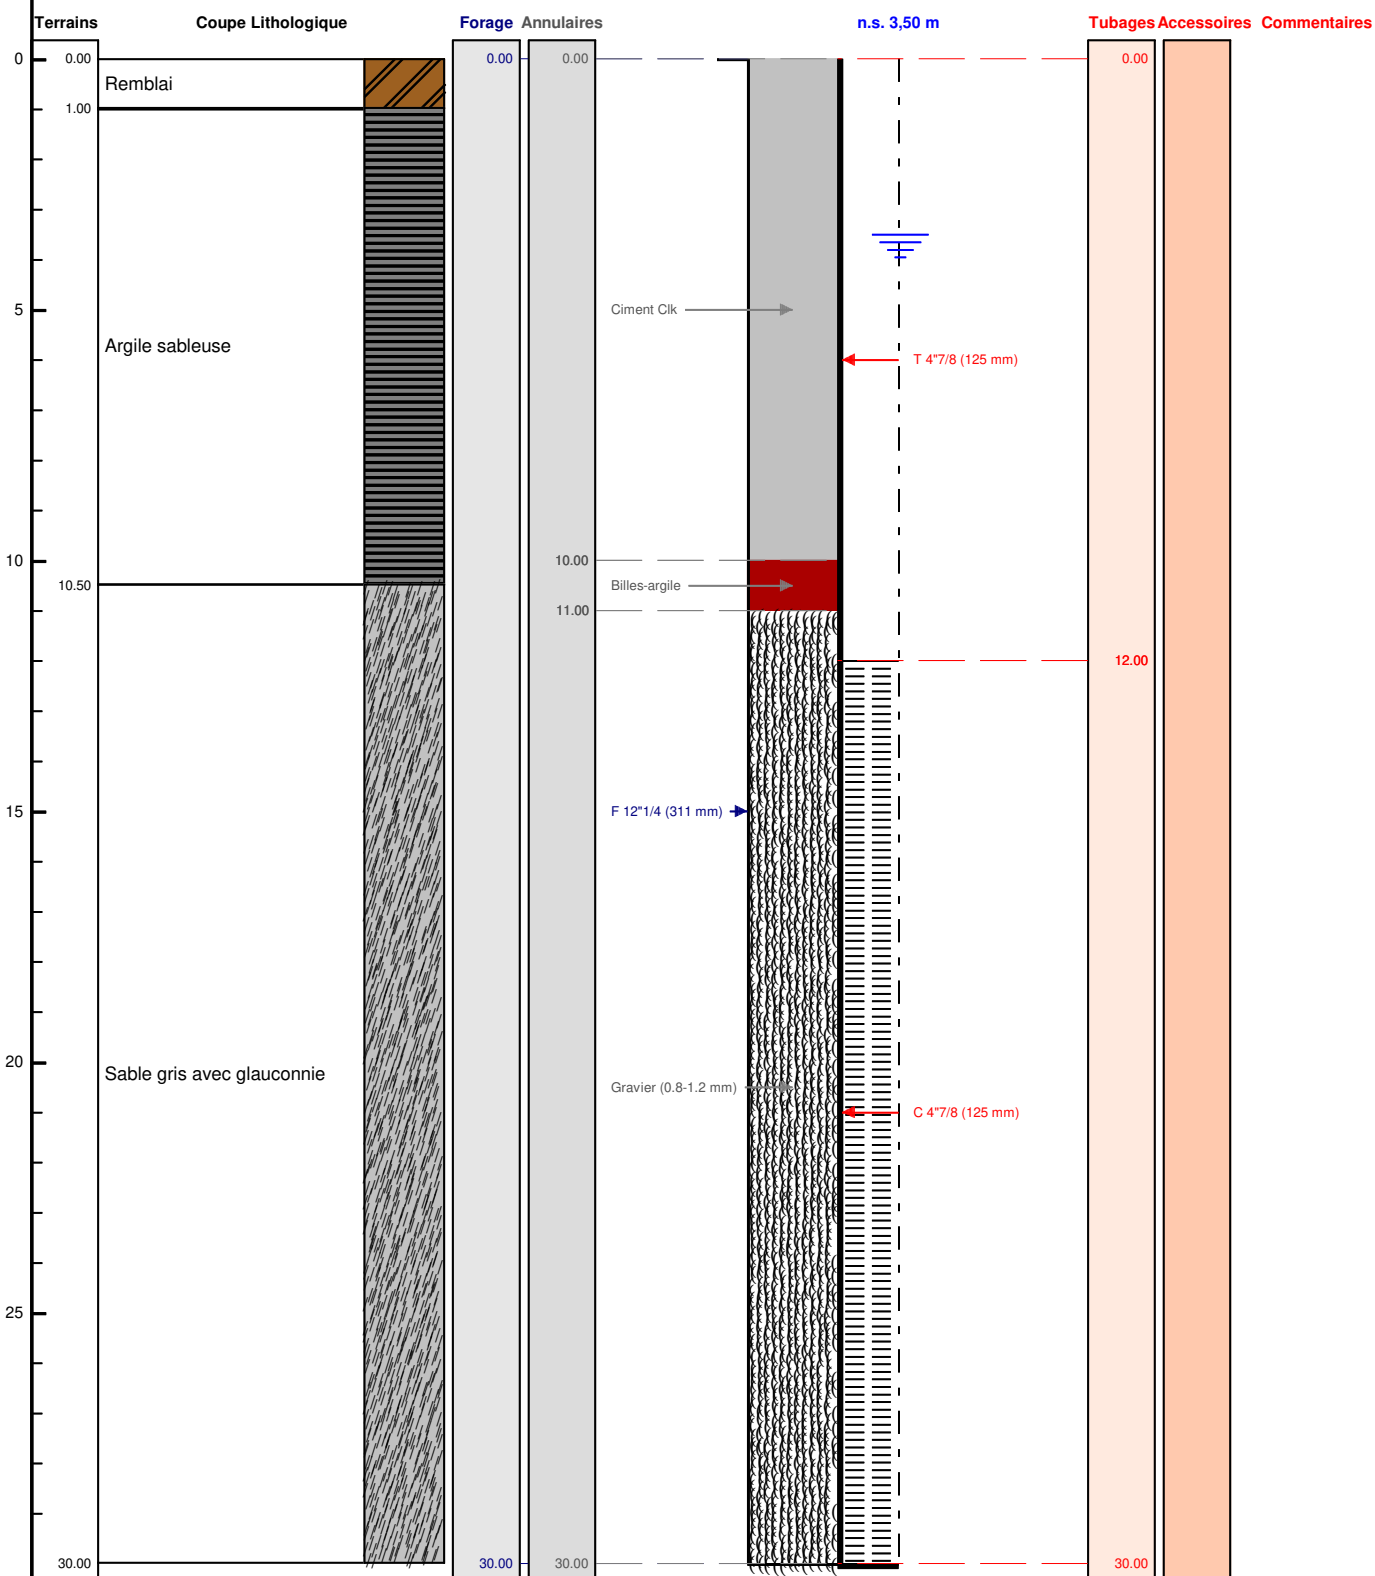 Terrains Coupe Lithologique Forage Annulaires n.s. 3,50 m Tubages Accessoires Commentaires
0 0.00 0.00 0.00 0.00
Remblai
1.00
5 Ciment Clk
Argile sableuse
T 4"7/8 (125 mm)
10 10.00
10.50 Billes-argile
11.00
12.00
15 F 12"1/4 (311 mm)
20
Sable gris avec glauconnie
Gravier (0.8-1.2 mm)
C 4"7/8 (125 mm)
25
30.00 30.00 30.00 30.00